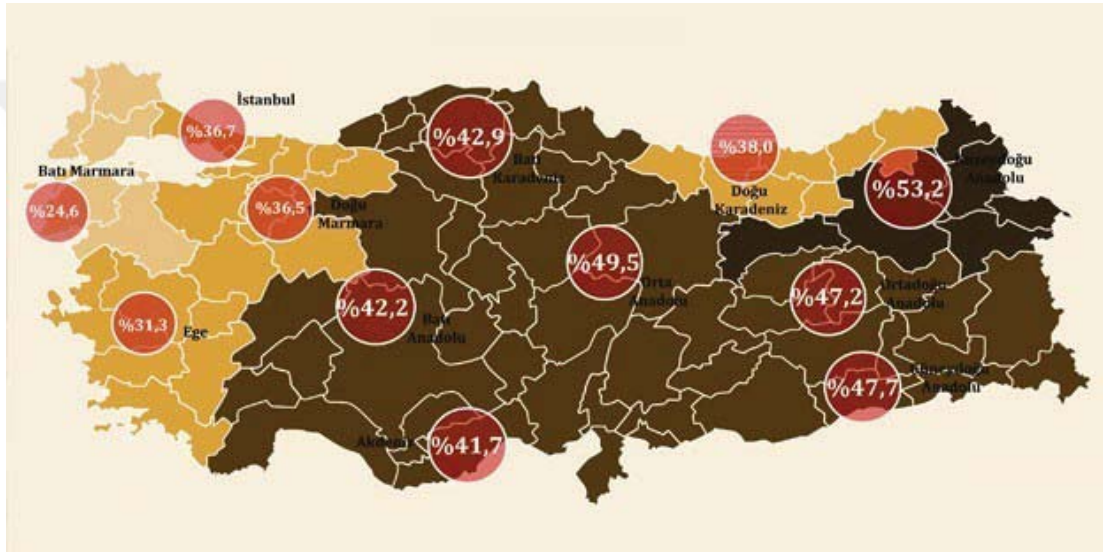 İstanbul
%36,7
Batı Marmara
%24,6
%36,5
Doğu
Marmara
%31,3
Ege
%42,9
Batı
Karadeniz
%38,0
Doğu
Karadeniz
%53,2
Kuzeydoğu
Anadolu
%49,5
Orta
Anadolu
%42,2
Batı
Anadolu
%47,2
Ortadoğu
Anadolu
%47,7
Güneydoğu
Anadolu
Akdeniz
%41,7